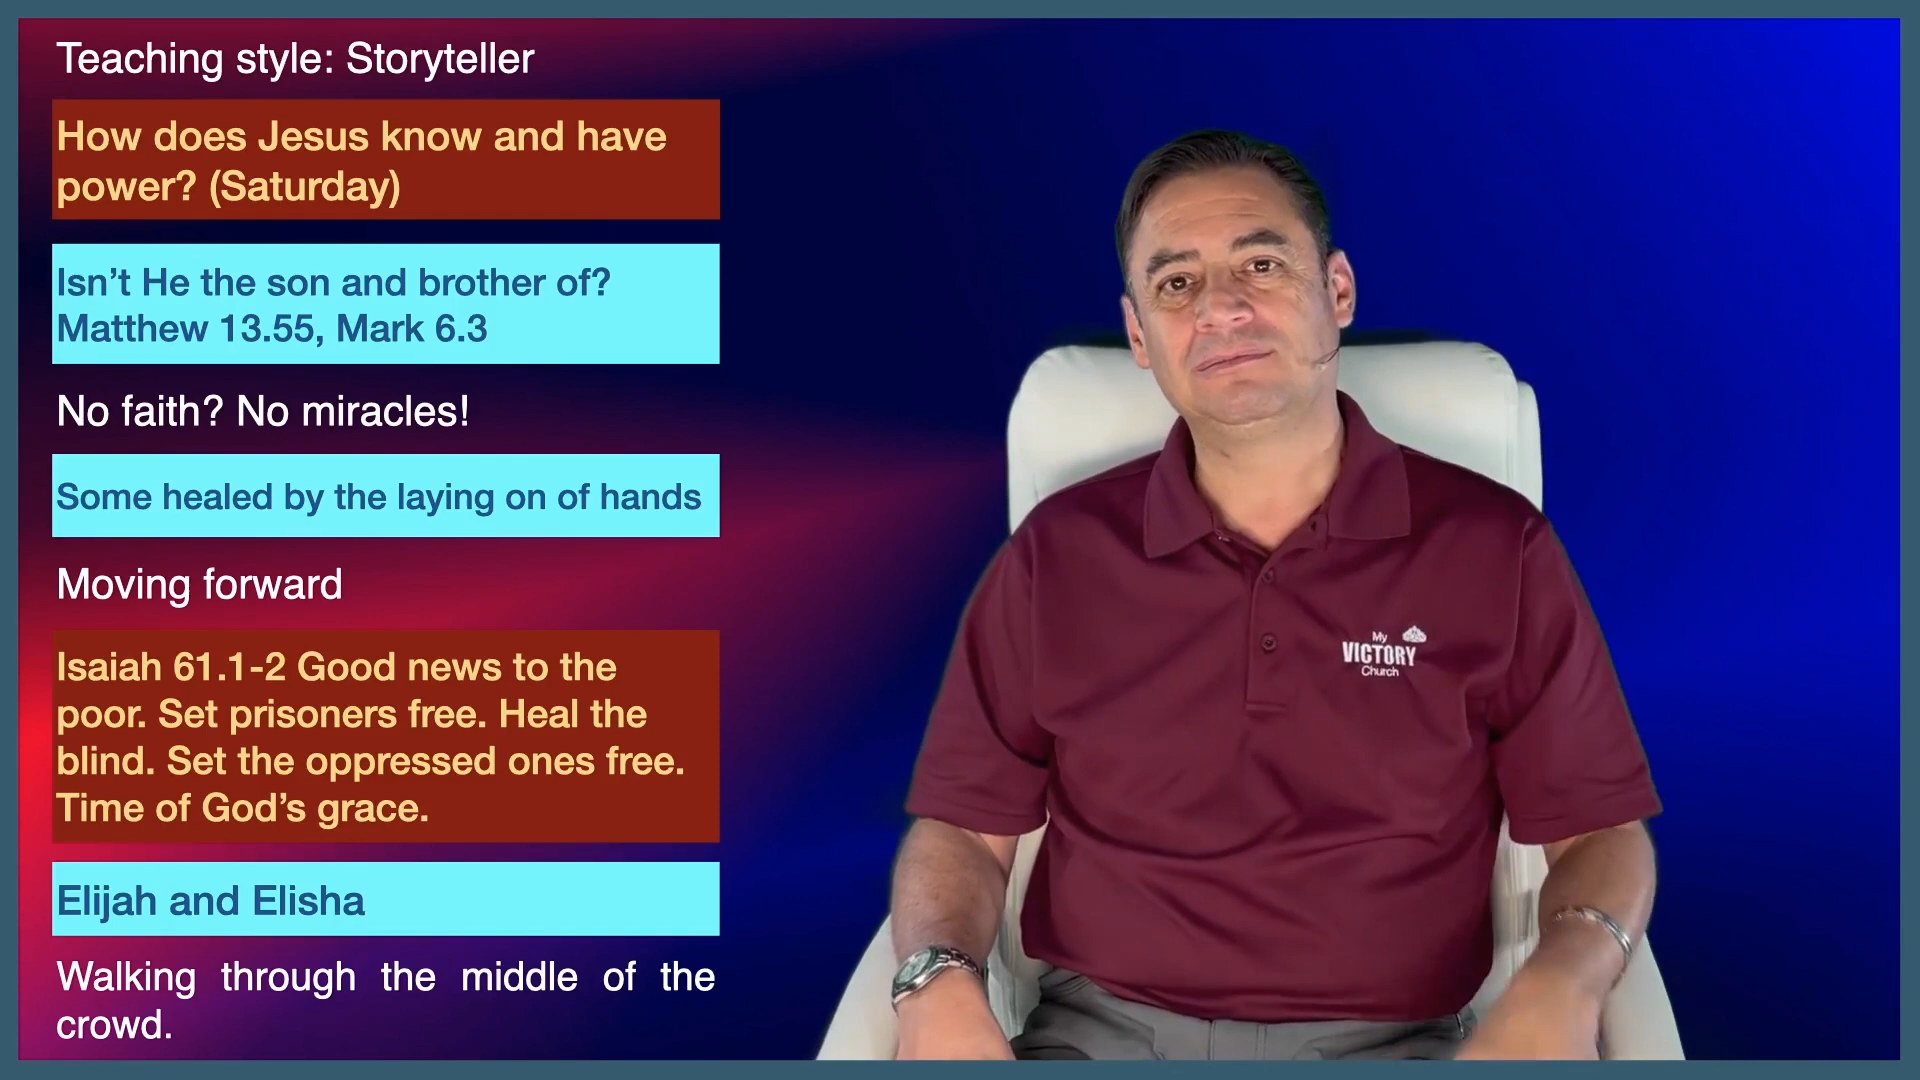 Teaching style: Storyteller
How does Jesus know and have
power? (Saturday)
Isn’t He the son and brother of?
Matthew 13.55, Mark 6.3
No faith? No miracles!
Some healed by the laying on of hands
Moving forward
Isaiah 61.1-2 Good news to the
poor. Set prisoners free. Heal the
blind. Set the oppressed ones free.
Time of God’s grace.
Elijah and Elisha
Walking through the middle of the
crowd.
My
VICTORY
Church